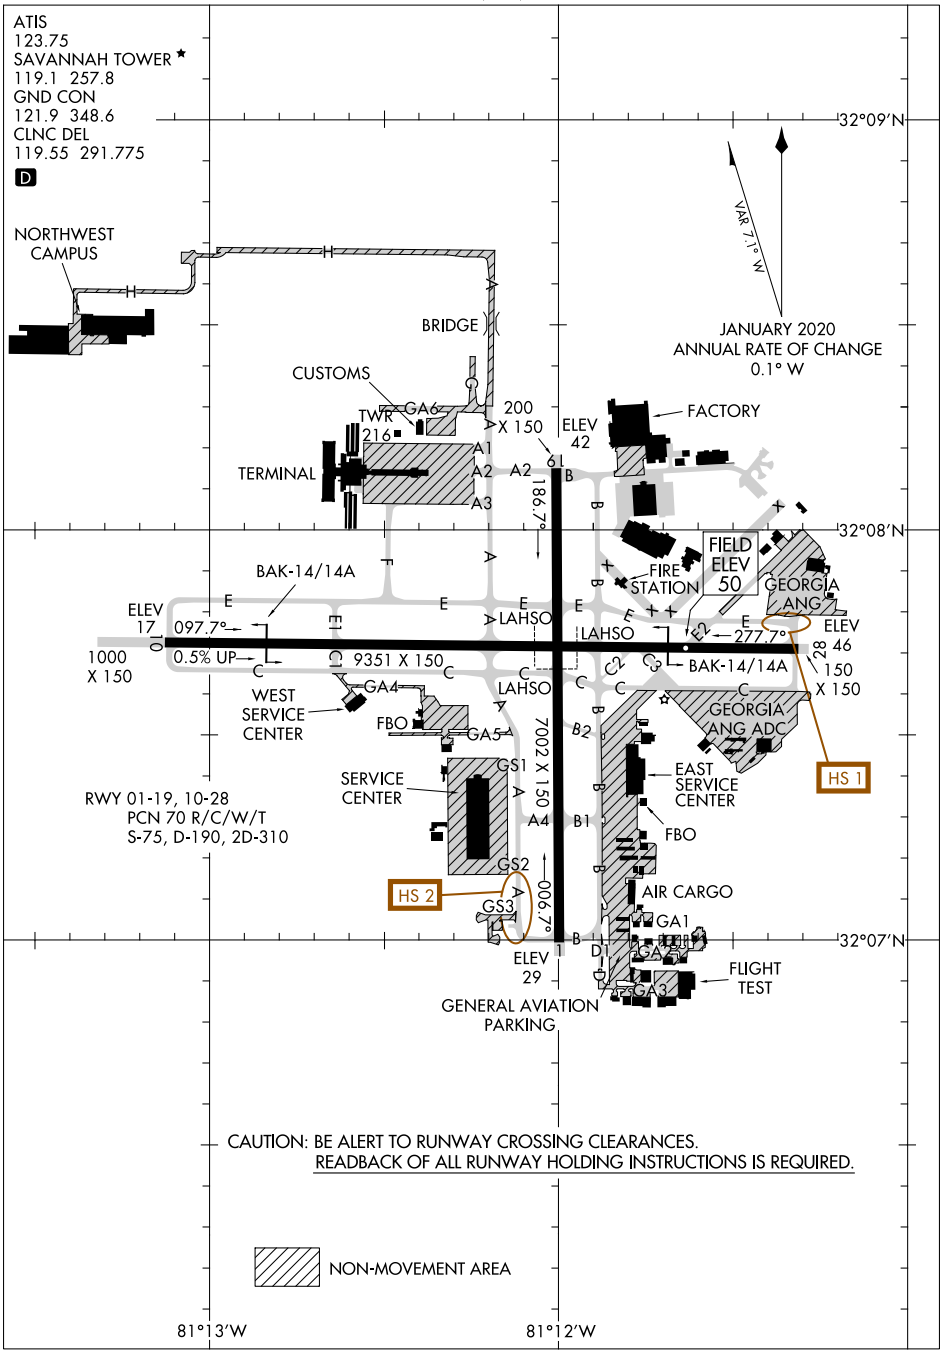 ATIS
123.75
SAVANNAH TOWER ★
119.1 257.8
GND CON
121.9 348.6
CLNC DEL
119.55 291.775
D
32°09'N
VAR 7.1° W
JANUARY 2020
ANNUAL RATE OF CHANGE
0.1° W
NORTHWEST
CAMPUS
H
H
A
BRIDGE
CUSTOMS
G
GA6
TWR
216
A
200
X 150
ELEV
42
FACTORY
TERMINAL
A1
A2
A2
A3
19
B
186.7°
B
X
32°08'N
F
A
BAK-14/14A
X
FIRE
STATION
FIELD
ELEV
50
GEORGIA
ANG
B
ELEV
17
E
E
E
E
X
X
E
E1
A
LAHSO
LAHSO
E2
ELEV
46
10
097.7°
277.7°
28
0.5% UP
9351 X 150
BAK-14/14A
150
X 150
1000
X 150
C
C1
C
C
C2
C3
C
C
LAHSO
WEST
SERVICE
CENTER
GA4
FBO
GA5
A
B
B2
GEORGIA
ANG ADC
HS 1
7002 X 150
RWY 01-19, 10-28
PCN 70 R/C/W/T
S-75, D-190, 2D-310
SERVICE
CENTER
GS1
A
A4
B
B1
EAST
SERVICE
CENTER
FBO
GS2
B
HS 2
A
GS3
006.7°
AIR CARGO
GA1
32°07'N
ELEV
29
1
B
D1
GA2
D
GA3
FLIGHT
TEST
GENERAL AVIATION
PARKING
CAUTION: BE ALERT TO RUNWAY CROSSING CLEARANCES.
READBACK OF ALL RUNWAY HOLDING INSTRUCTIONS IS REQUIRED.
NON-MOVEMENT AREA
81°13'W
81°12'W